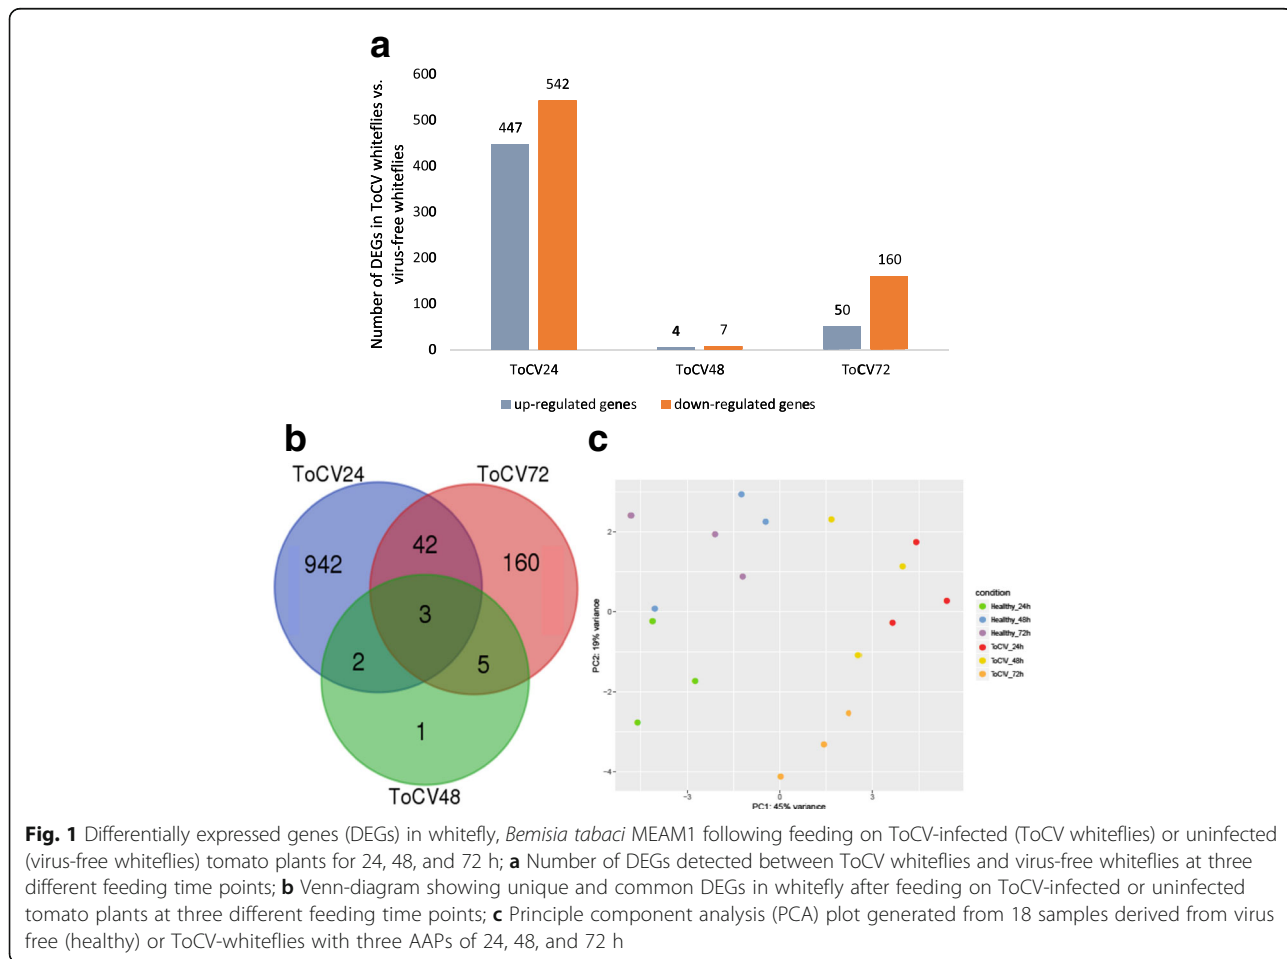 a
Number of DEGs in ToCV whiteflies vs.
virus-free whiteflies
600
500
400
300
200
100
0
447
542
4
7
50
160
ToCV24
ToCV48
ToCV72
up-regulated genes
down-regulated genes
b
ToCV24
ToCV72
942
42
160
3
2
5
1
ToCV48
c
PC2: 19% variance
2
0
−2
−4
−3
0
3
PC1: 45% variance
condition
Healthy_24h
Healthy_48h
Healthy_72h
ToCV_24h
ToCV_48h
ToCV_72h
Fig. 1 Differentially expressed genes (DEGs) in whitefly, Bemisia tabaci MEAM1 following feeding on ToCV-infected (ToCV whiteflies) or uninfected
(virus-free whiteflies) tomato plants for 24, 48, and 72 h; a Number of DEGs detected between ToCV whiteflies and virus-free whiteflies at three
different feeding time points; b Venn-diagram showing unique and common DEGs in whitefly after feeding on ToCV-infected or uninfected
tomato plants at three different feeding time points; c Principle component analysis (PCA) plot generated from 18 samples derived from virus
free (healthy) or ToCV-whiteflies with three AAPs of 24, 48, and 72 h